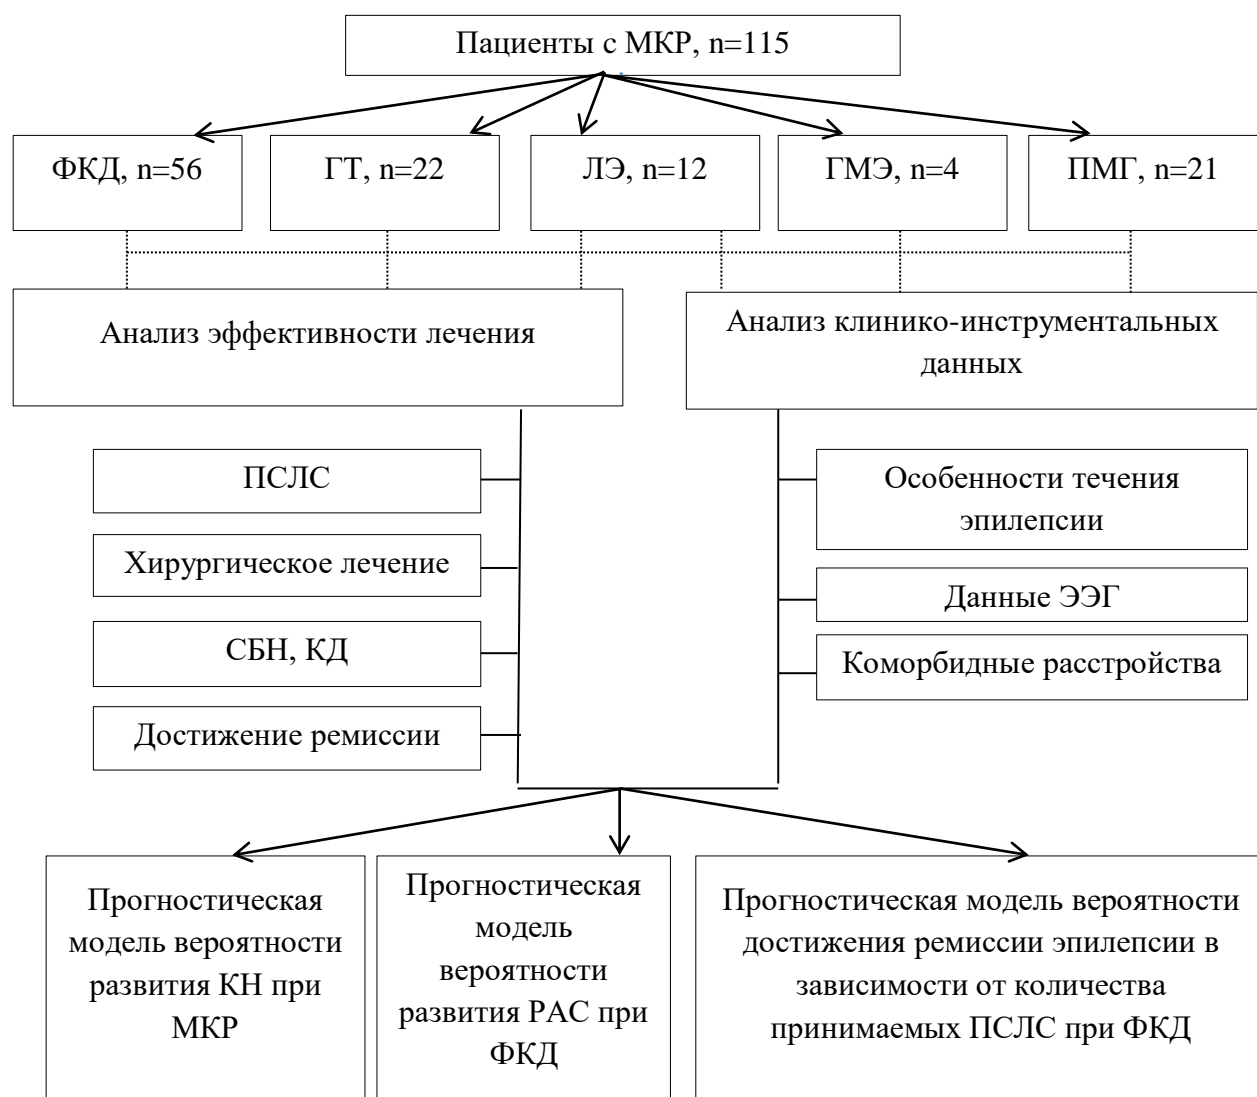 Пациенты с МКР, n=115
ФКД, n=56
ГТ, n=22
ЛЭ, n=12
ГМЭ, n=4
ПМГ, n=21
Анализ эффективности лечения
Анализ клинико-инструментальных
данных
ПСЛС
Хирургическое лечение
СБН, КД
Достижение ремиссии
Особенности течения
эпилепсии
Данные ЭЭГ
Коморбидные расстройства
Прогностическая
модель вероятности
развития КН при
МКР
Прогностическая
модель
вероятности
развития РАС при
ФКД
Прогностическая модель вероятности
достижения ремиссии эпилепсии в
зависимости от количества
принимаемых ПСЛС при ФКД